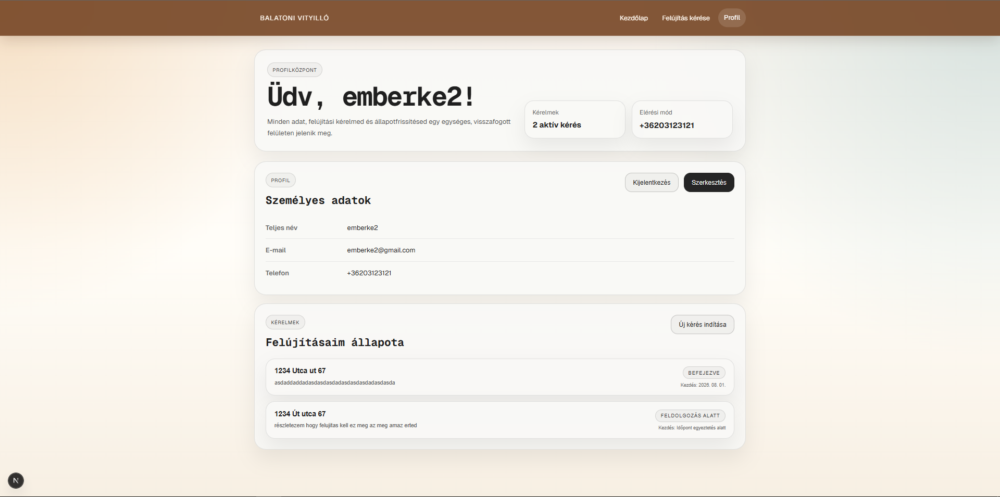 BALATONI VITYILLÓ
Kezdőlap
Felújítás kérése
Profil
PROFILKÖZPONT
Üdv, emberke2!
Minden adat, felújítási kérelmed és állapotfrissítésed egy egységes, visszafogott
felületen jelenik meg.
Kérelmek
2 aktív kérés
Elérési mód
+36203123121
PROFIL
Személyes adatok
Kijelentkezés
Szerkesztés
Teljes név
emberke2
E-mail
emberke2@gmail.com
Telefon
+36203123121
KÉRELMEK
Felújításaim állapota
Új kérés indítása
1234 Utca ut 67
asdaddaddadasdasdasdadasdasdasdadasdasda
BEFEJEZVE
Kezdés: 2026. 08. 01.
1234 Út utca 67
részletezem hogy felujitas kell ez meg az meg amaz erted
FELDOLGOZÁS ALATT
Kezdés: Időpont egyeztetés alatt
N